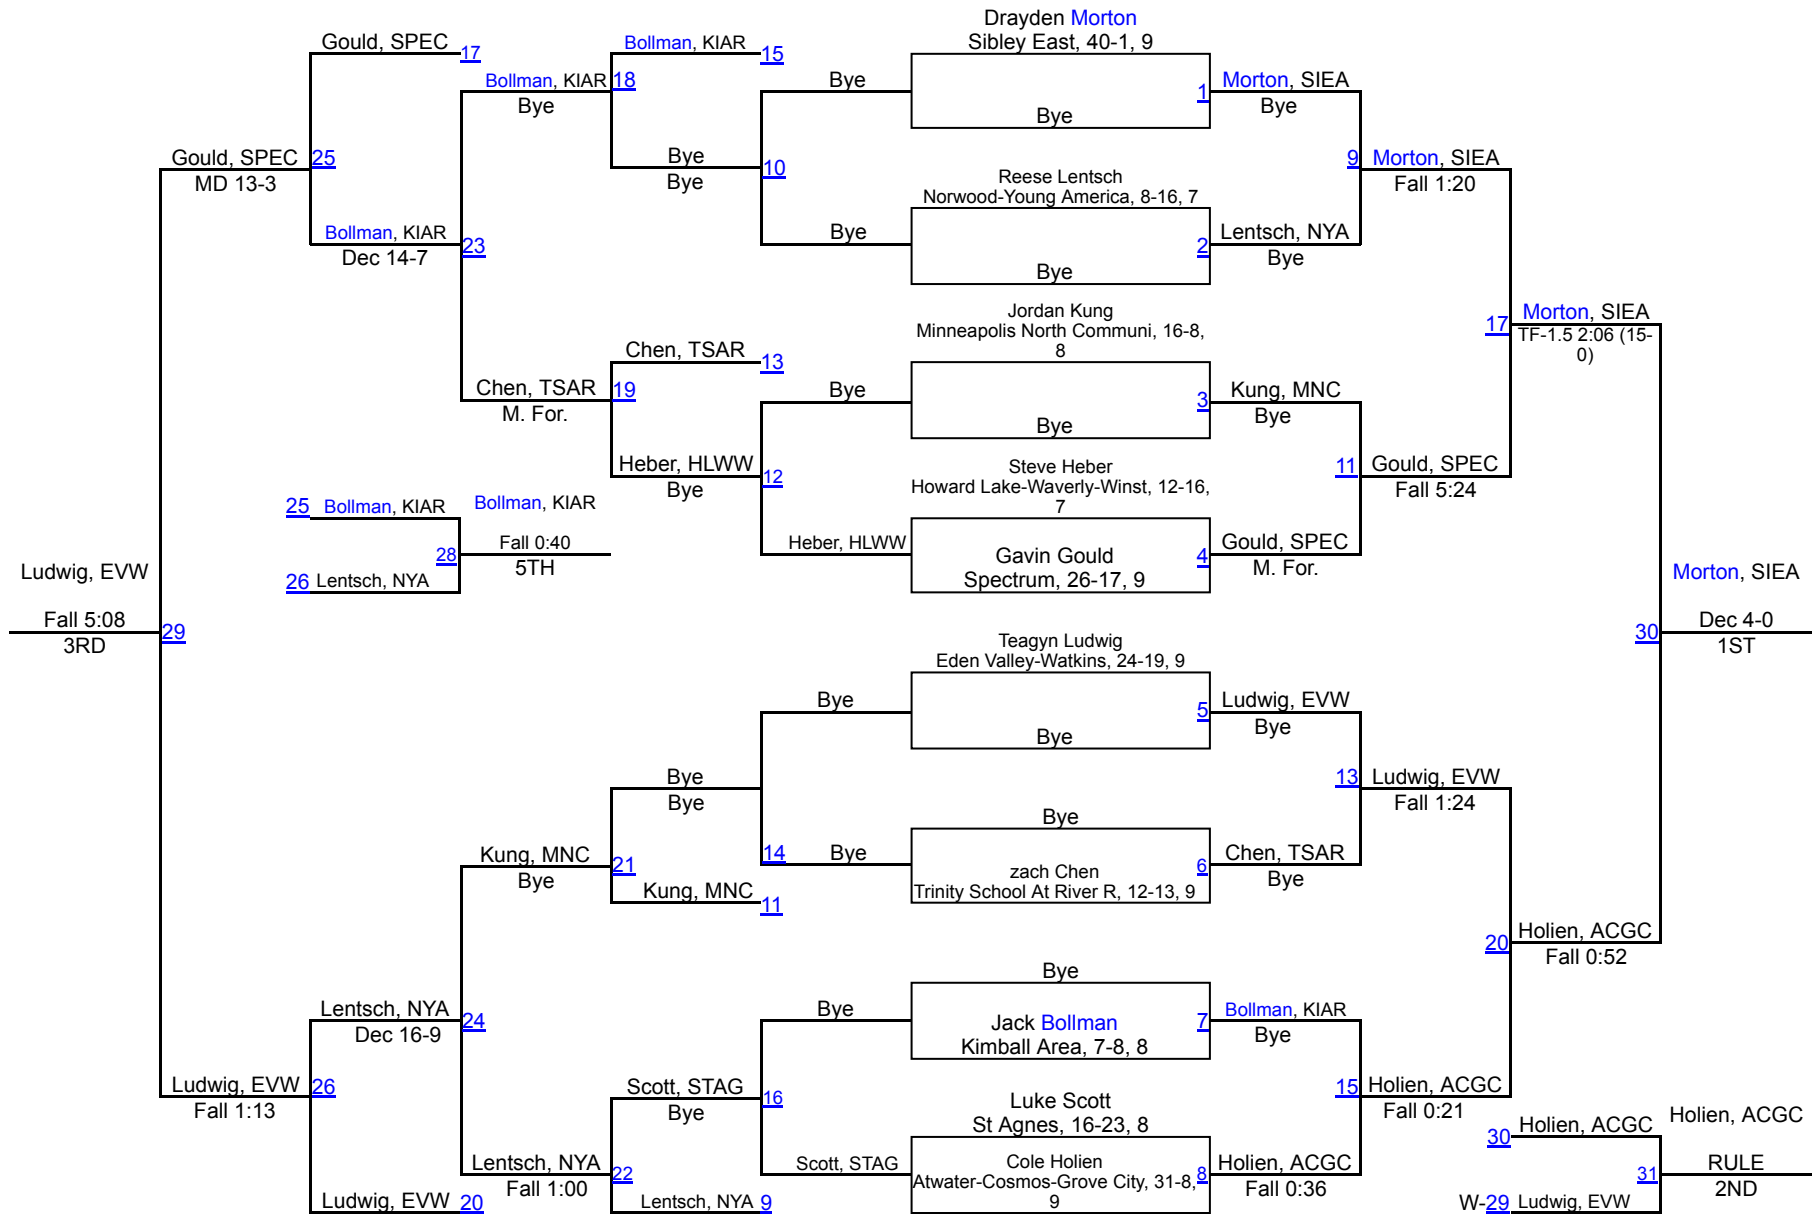 Drayden Morton
Sibley East, 40-1, 9
Bye
Reese Lentsch
Norwood-Young America, 8-16, 7
Bye
Jordan Kung
Minneapolis North Communi, 16-8,
8
Bye
Steve Heber
Howard Lake-Waverly-Winst, 12-16,
7
Gavin Gould
Spectrum, 26-17, 9
Teagyn Ludwig
Eden Valley-Watkins, 24-19, 9
Bye
Bye
zach Chen
Trinity School At River R, 12-13, 9
Bye
Jack Bollman
Kimball Area, 7-8, 8
Luke Scott
St Agnes, 16-23, 8
Cole Holien
Atwater-Cosmos-Grove City, 31-8,
9
1
Morton, SIEA
Bye
2
Lentsch, NYA
Bye
3
Kung, MNC
Bye
4
Gould, SPEC
M. For.
5
Ludwig, EVW
Bye
6
Chen, TSAR
Bye
7
Bollman, KIAR
Bye
8
Holien, ACGC
Fall 0:36
9
Morton, SIEA
Fall 1:20
11
Gould, SPEC
Fall 5:24
13
Ludwig, EVW
Fall 1:24
15
Holien, ACGC
Fall 0:21
17
Morton, SIEA
TF-1.5 2:06 (15-
0)
20
Holien, ACGC
Fall 0:52
Morton, SIEA
30
Dec 4-0
1ST
30
Holien, ACGC
W-29
Ludwig, EVW
Holien, ACGC
31
RULE
2ND
Bye
Bye
Bye
Heber, HLWW
Bye
Bye
Bye
Scott, STAG
Bollman, KIAR
15
Bye
Bye
10
Chen, TSAR
13
Heber, HLWW
Bye
12
Bye
Bye
14
Kung, MNC
11
Scott, STAG
Bye
16
Lentsch, NYA
9
Bollman, KIAR
Bye
18
Chen, TSAR
M. For.
19
Kung, MNC
Bye
21
Lentsch, NYA
Fall 1:00
22
Gould, SPEC
17
Bollman, KIAR
Dec 14-7
23
Lentsch, NYA
Dec 16-9
24
Ludwig, EVW
20
Gould, SPEC
MD 13-3
25
Ludwig, EVW
Fall 1:13
26
25
Bollman, KIAR
26
Lentsch, NYA
28
Bollman, KIAR
Fall 0:40
5TH
Ludwig, EVW
Fall 5:08
3RD
29